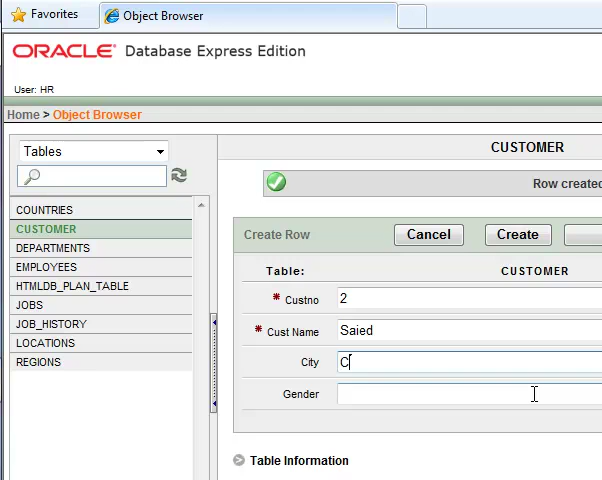 Favorites
Object Browser
ORACLE® Database Express Edition
User: HR
Home > Object Browser
Tables
CUSTOMER
Row created
COUNTRIES
CUSTOMER
DEPARTMENTS
EMPLOYEES
HTMLDB_PLAN_TABLE
JOBS
JOB_HISTORY
LOCATIONS
REGIONS
Create Row
Cancel
Create
Table: CUSTOMER
* Custno 2
* Cust Name Saied
City C
Gender
Table Information